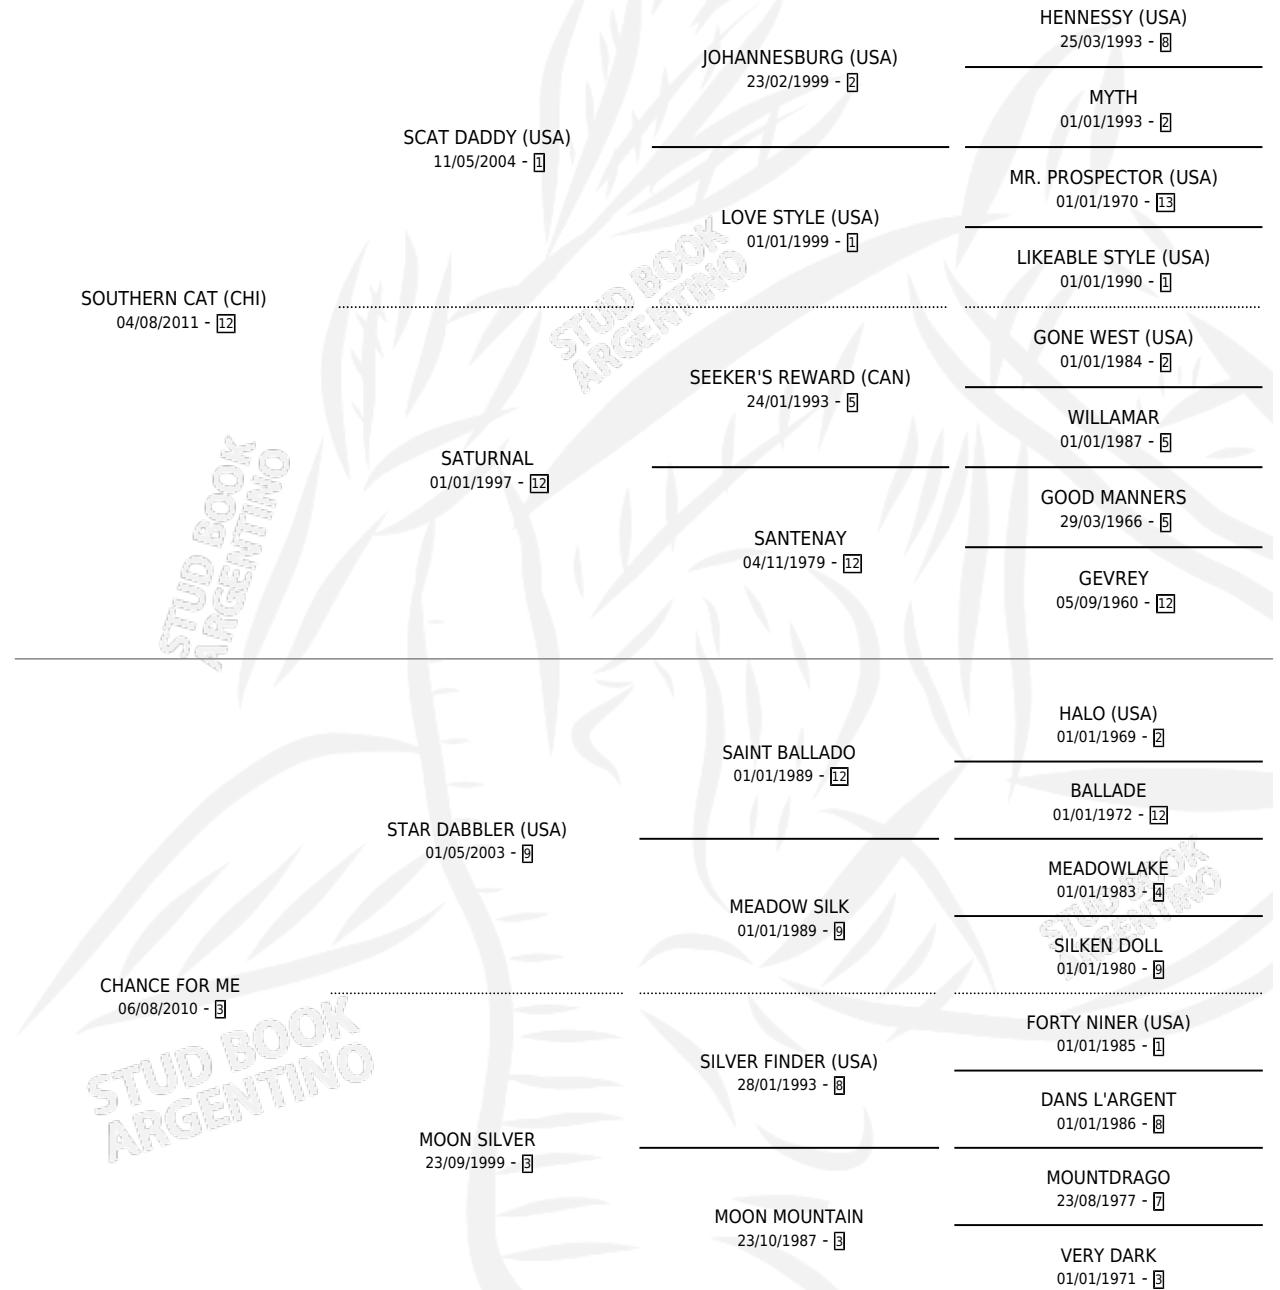 HENNESSY (USA)
25/03/1993 - 8
JOHANNESBURG (USA)
23/02/1999 - 2
MYTH
01/01/1993 - 2
SCAT DADDY (USA)
11/05/2004 - 1
MR. PROSPECTOR (USA)
01/01/1970 - 13
LOVE STYLE (USA)
01/01/1999 - 1
LIKEABLE STYLE (USA)
01/01/1990 - 1
SOUTHERN CAT (CHI)
04/08/2011 - 12
GONE WEST (USA)
01/01/1984 - 2
SEEKER'S REWARD (CAN)
24/01/1993 - 5
WILLAMAR
01/01/1987 - 5
SATURNAL
01/01/1997 - 12
GOOD MANNERS
29/03/1966 - 5
SANTENAY
04/11/1979 - 12
GEVREY
05/09/1960 - 12
STUD BOOK
ARGENTINO
STUD BOOK
ARGENTINO
HALO (USA)
01/01/1969 - 2
SAINT BALLADO
01/01/1989 - 12
BALLADE
01/01/1972 - 12
STAR DABBLER (USA)
01/05/2003 - 9
MEADOWLAKE
01/01/1983 - 4
MEADOW SILK
01/01/1989 - 9
SILKEN DOLL
01/01/1980 - 9
CHANCE FOR ME
06/08/2010 - 3
FORTY NINER (USA)
01/01/1985 - 1
SILVER FINDER (USA)
28/01/1993 - 8
DANS L'ARGENT
01/01/1986 - 8
MOON SILVER
23/09/1999 - 3
MOUNTDRAGO
23/08/1977 - 7
MOON MOUNTAIN
23/10/1987 - 3
VERY DARK
01/01/1971 - 3
STUD BOOK
ARGENTINO
STUD BOOK
ARGENTINO